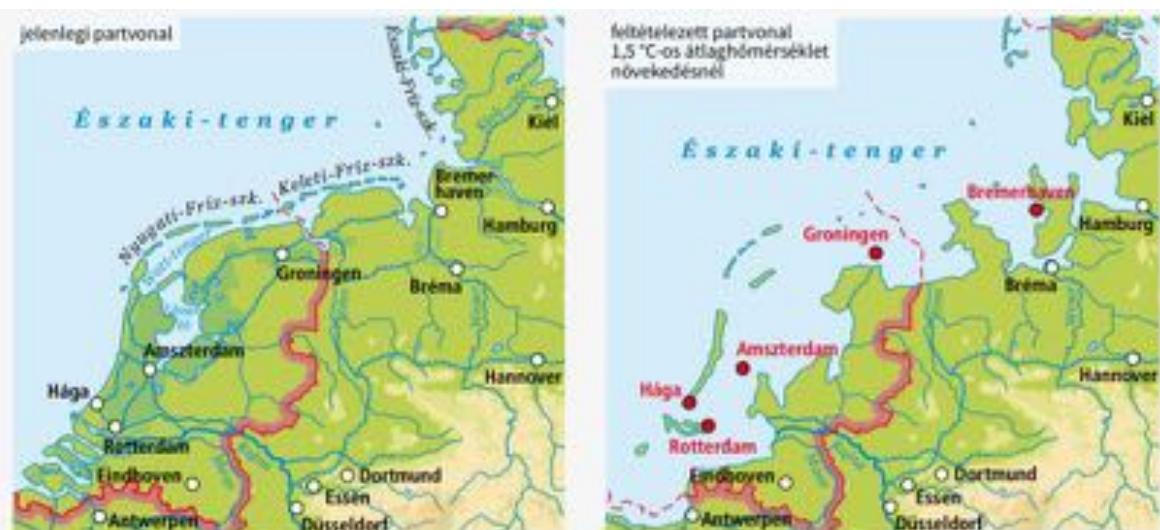 jelenlegi partvonal
Északi-Fríz-szk.
Északi-tenger
Kiel
Nyugati-Fríz-szk.
Keleti-Fríz-szk.
Bremer-
haven
Hamburg
Groningen
Bréma
Amszterdam
Hannover
Hága
Rotterdam
Eindhoven
Dortmund
Essen
Antwerpen
Düsseldorf
feltételezett partvonal
1,5 °C-os átlaghőmérséklet
növekedésnél
Északi-tenger
Kiel
Bremerhaven
Hamburg
Groningen
Bréma
Amszterdam
Hannover
Hága
Rotterdam
Eindhoven
Dortmund
Essen
Antwerpen
Düsseldorf